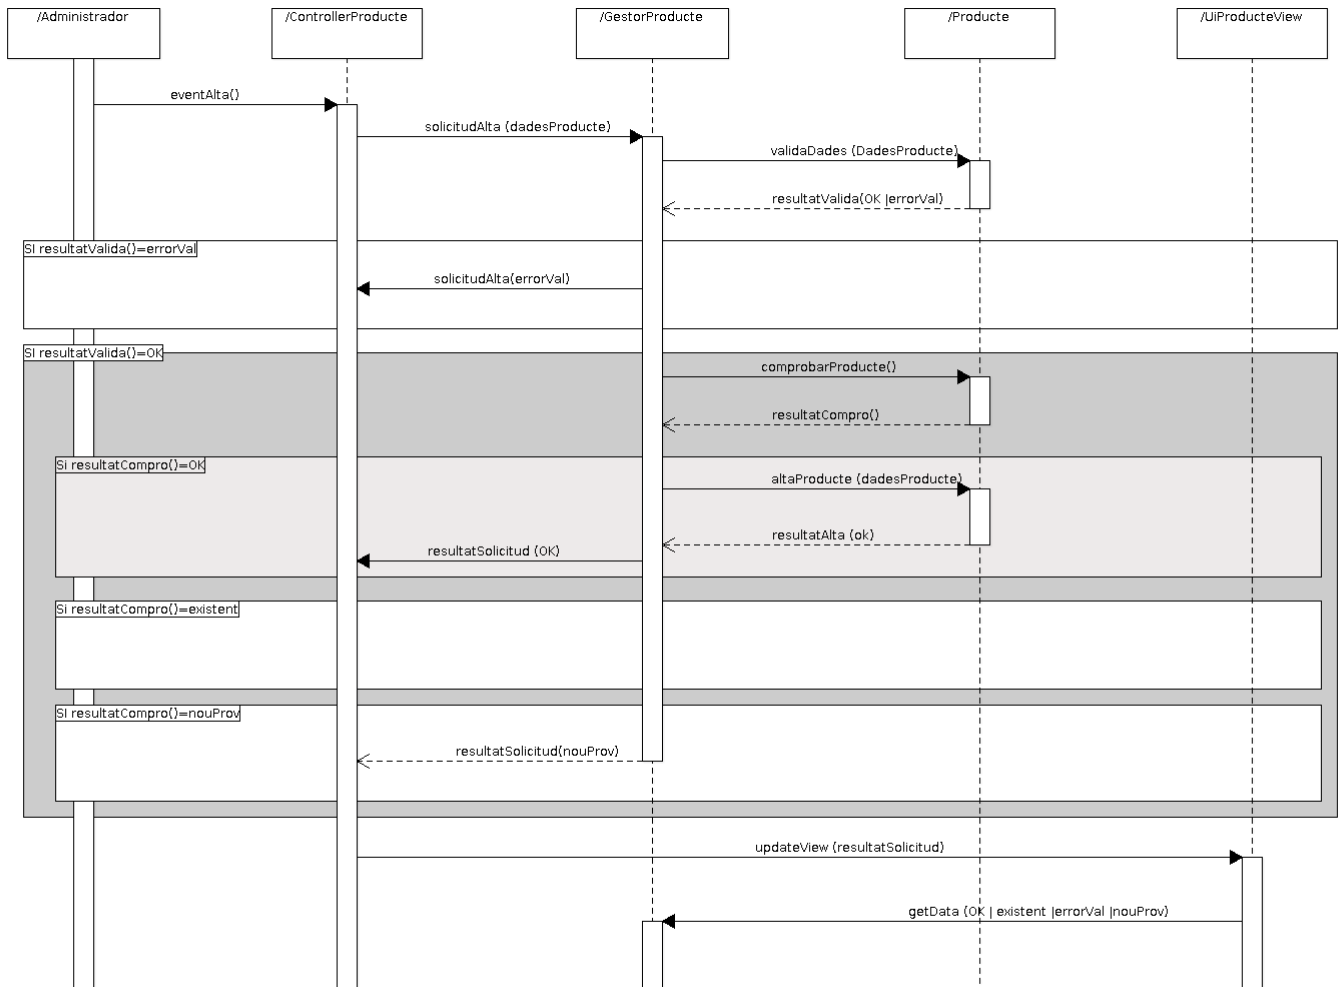 /Administrador
/ControllerProducte
/GestorProducte
/Producte
/UiProducteView
eventAlta()
solicitudAlta (dadesProducte)
validaDades (DadesProducte)
resultatValida(OK |errorVal)
SI resultatValida()=errorVal
solicitudAlta(errorVal)
SI resultatValida()=OK
comprobarProducte()
resultatCompro()
Si resultatCompro()=OK
altaProducte (dadesProducte)
resultatAlta (ok)
resultatSolicitud (OK)
Si resultatCompro()=existent
SI resultatCompro()=nouProv
resultatSolicitud(nouProv)
updateView (resultatSolicitud)
getData (OK | existent |errorVal |nouProv)